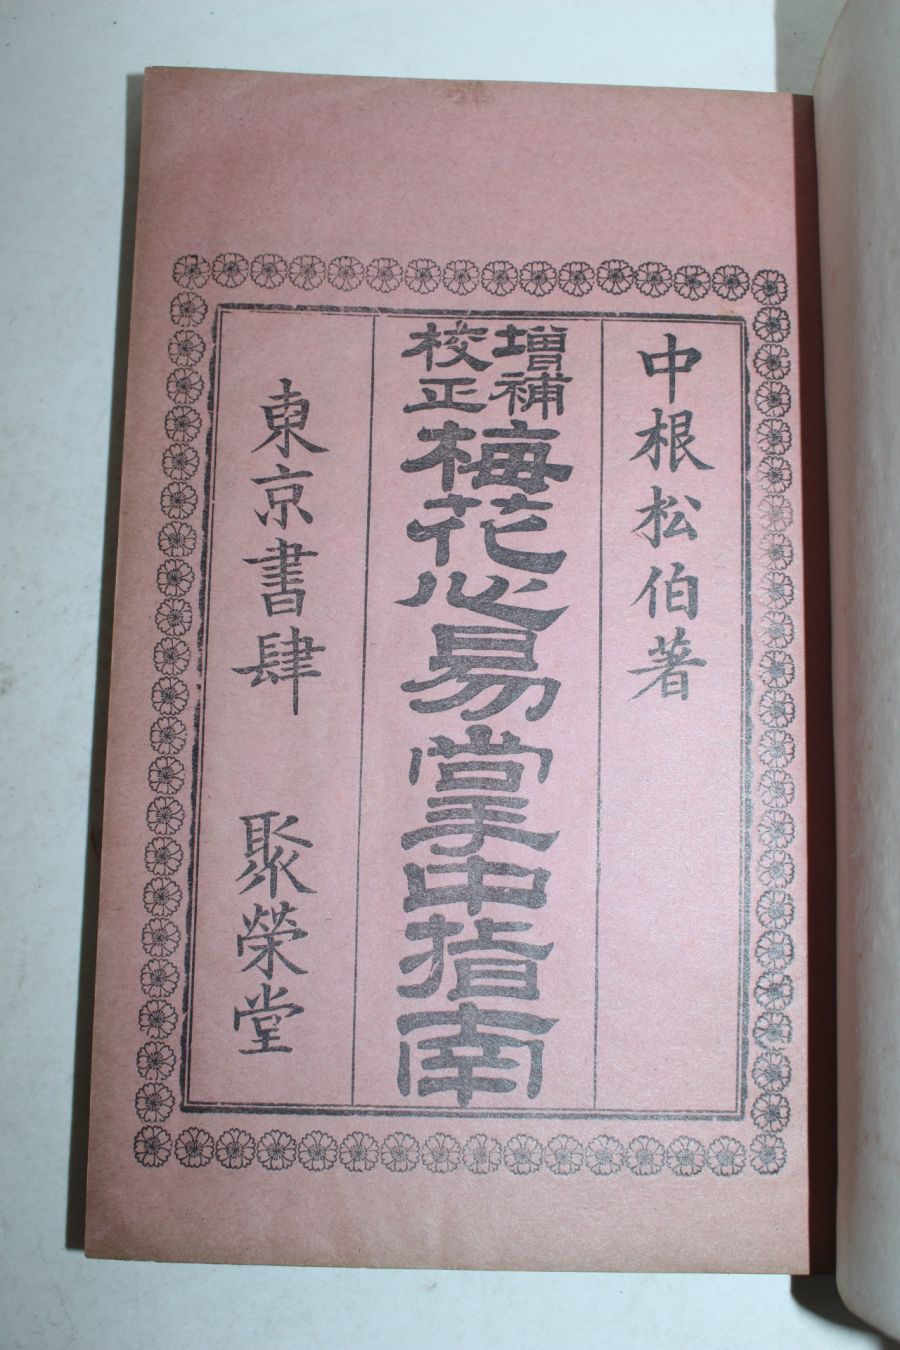 中根松伯著
增補
校正
梅花心易掌中指南
東京書肆 聚榮堂